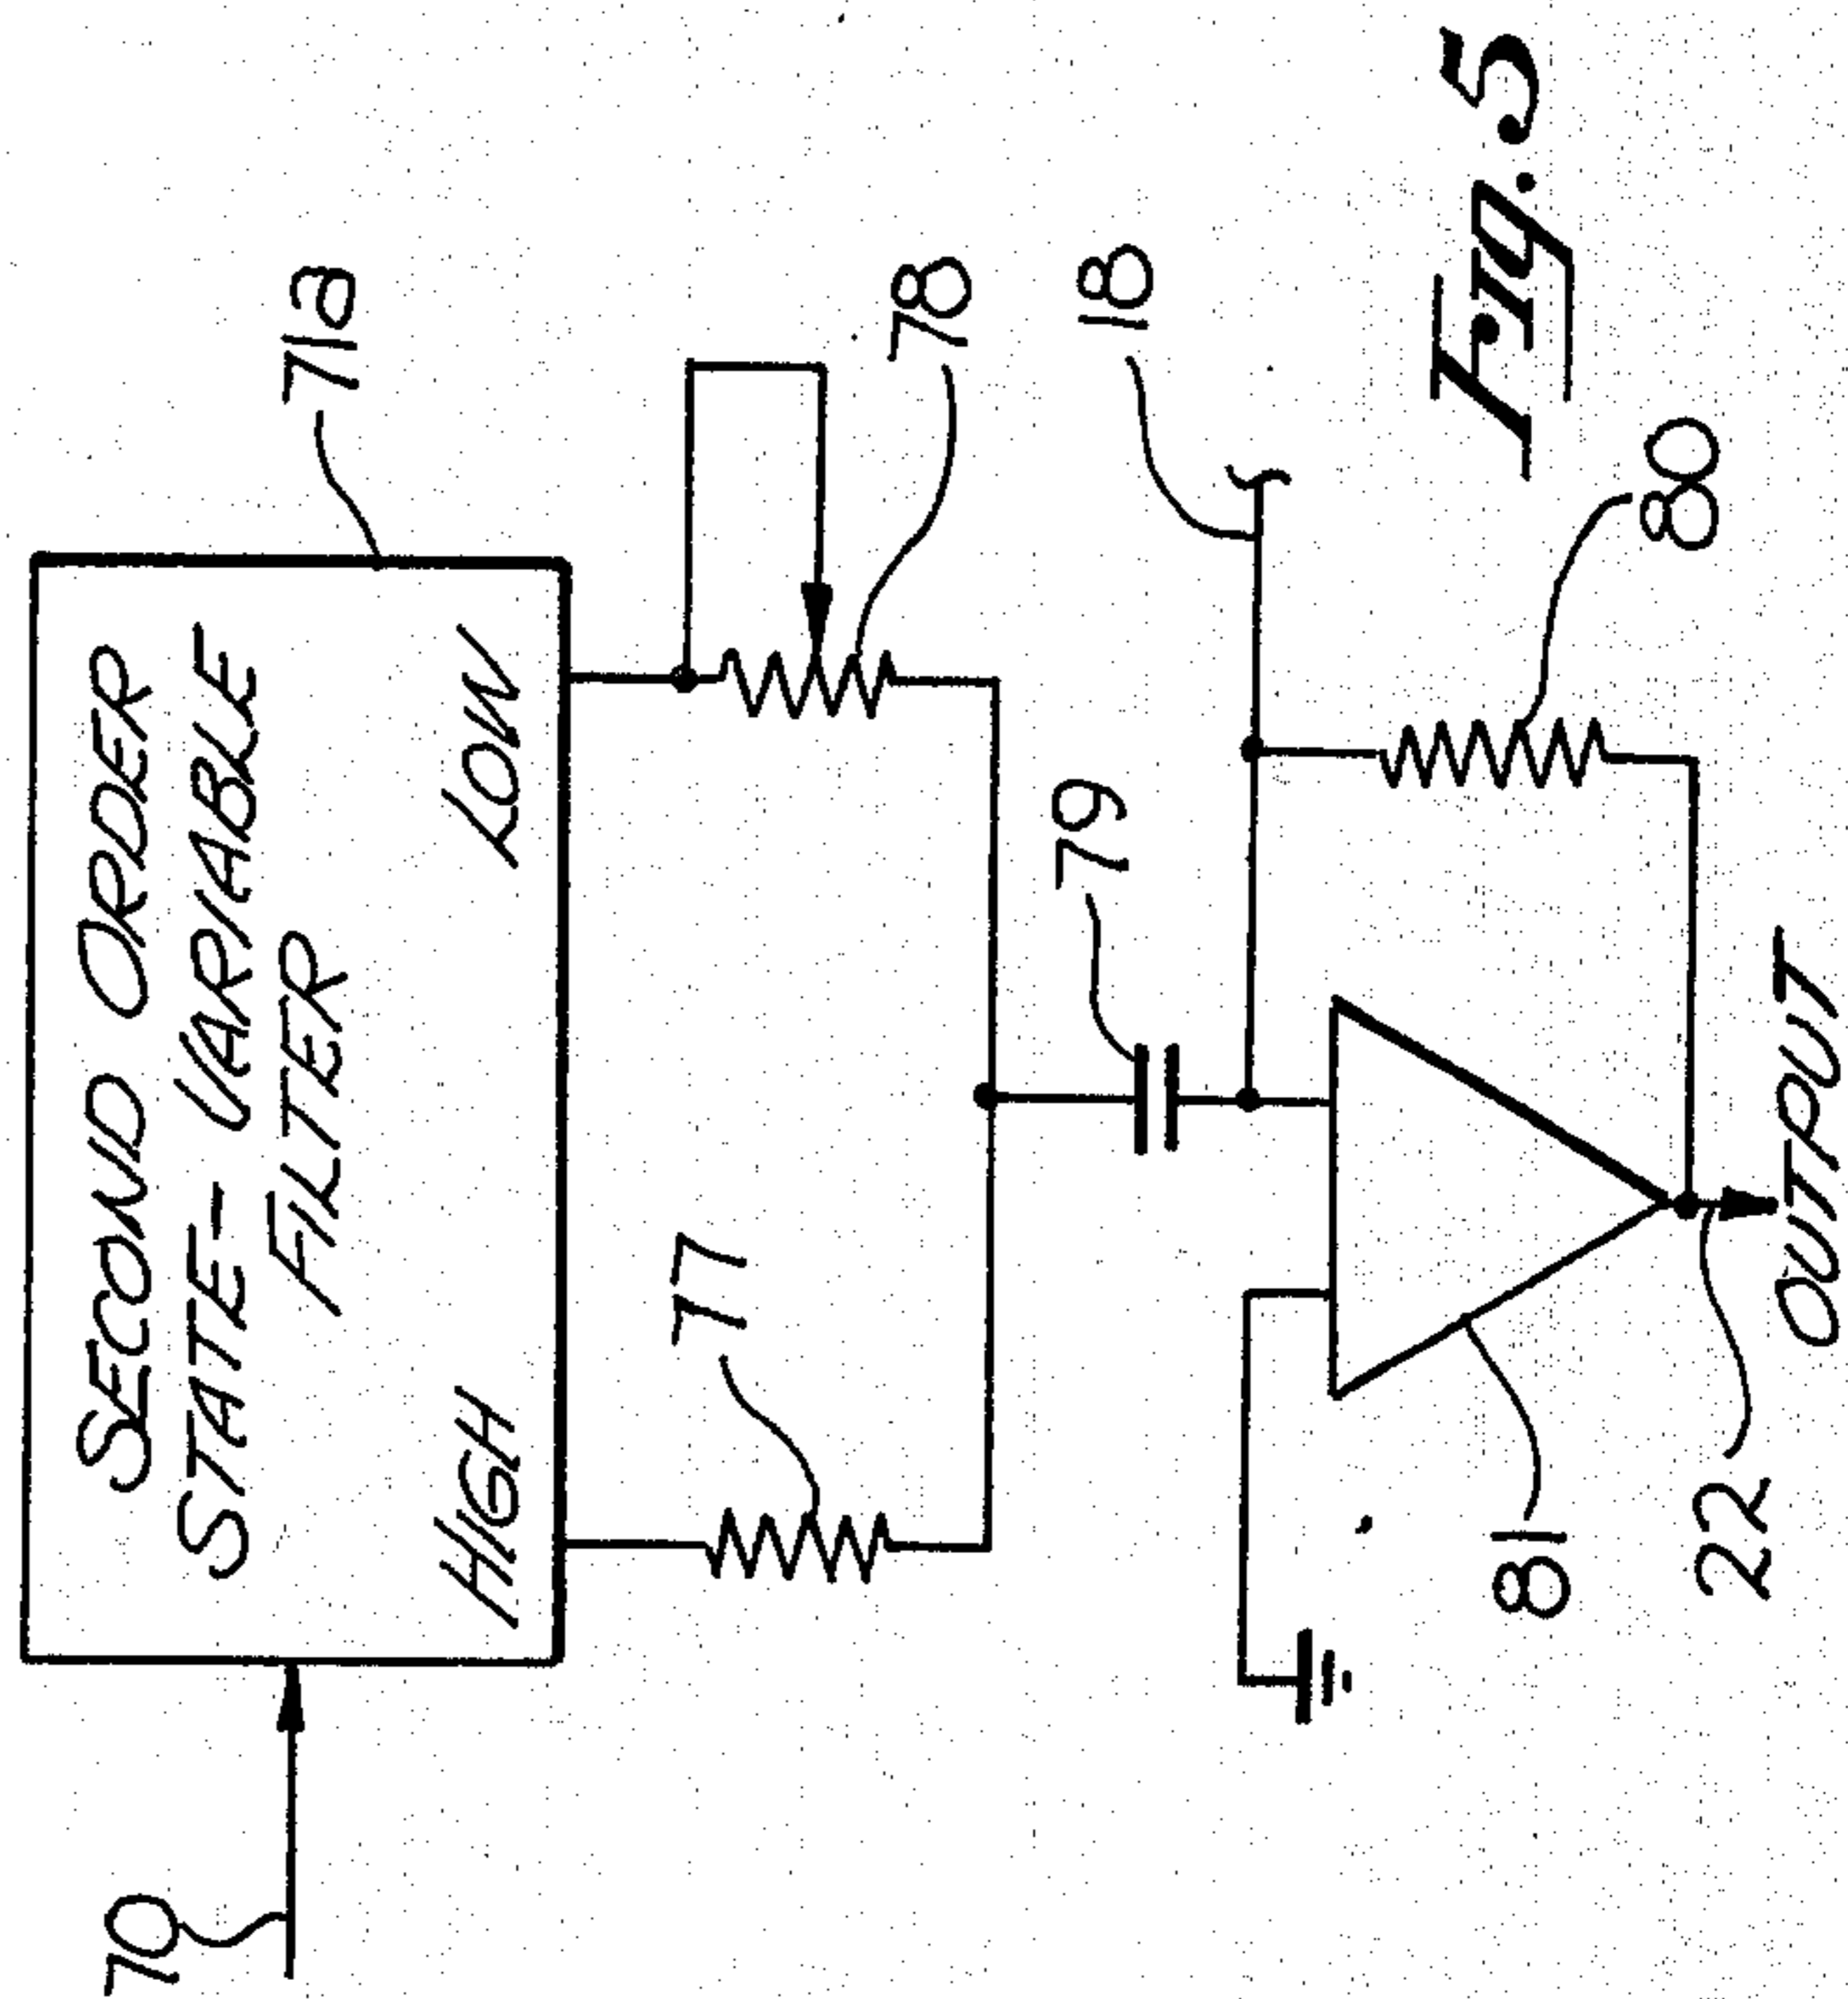 70
SECOND ORDER
STATE-VARIABLE
FILTER
HIGH
LOW
71a
77
78
79
18
81
80
22
OUTPUT
Fig. 5